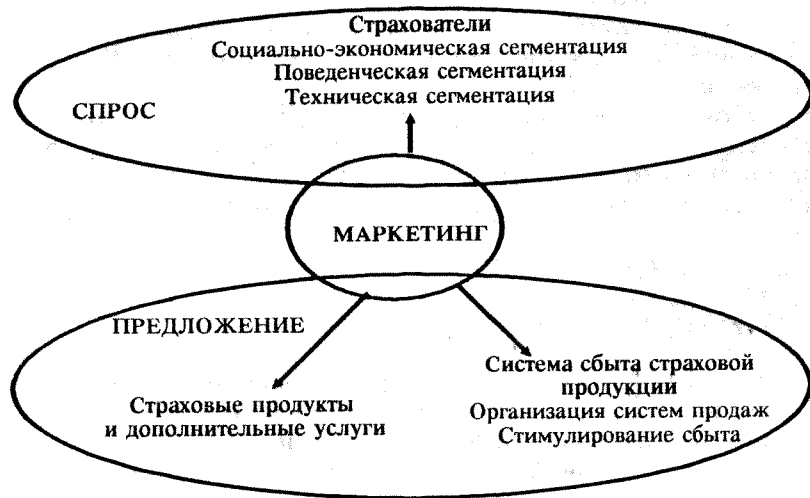 Страхователи
Социально-экономическая сегментация
Поведенческая сегментация
Техническая сегментация
СПРОС
МАРКЕТИНГ
ПРЕДЛОЖЕНИЕ
Страховые продукты
и дополнительные услуги
Система сбыта страховой
продукции
Организация систем продаж
Стимулирование сбыта